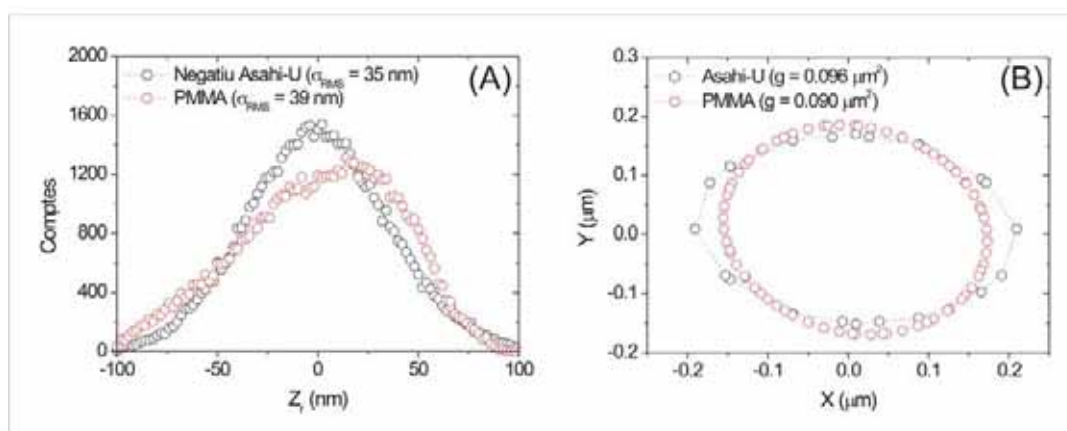 2000
1600
1200
800
400
0
Comptes
Negatiu Asahi-U (σRMS = 35 nm)
PMMA (σRMS = 39 nm)
(A)
-100 -50 0 50 100
Zr (nm)
0.3
0.2
0.1
0.0
-0.1
-0.2
Y (μm)
Asahi-U (g = 0.096 μm²)
PMMA (g = 0.090 μm²)
(B)
-0.2 -0.1 0.0 0.1 0.2
X (μm)